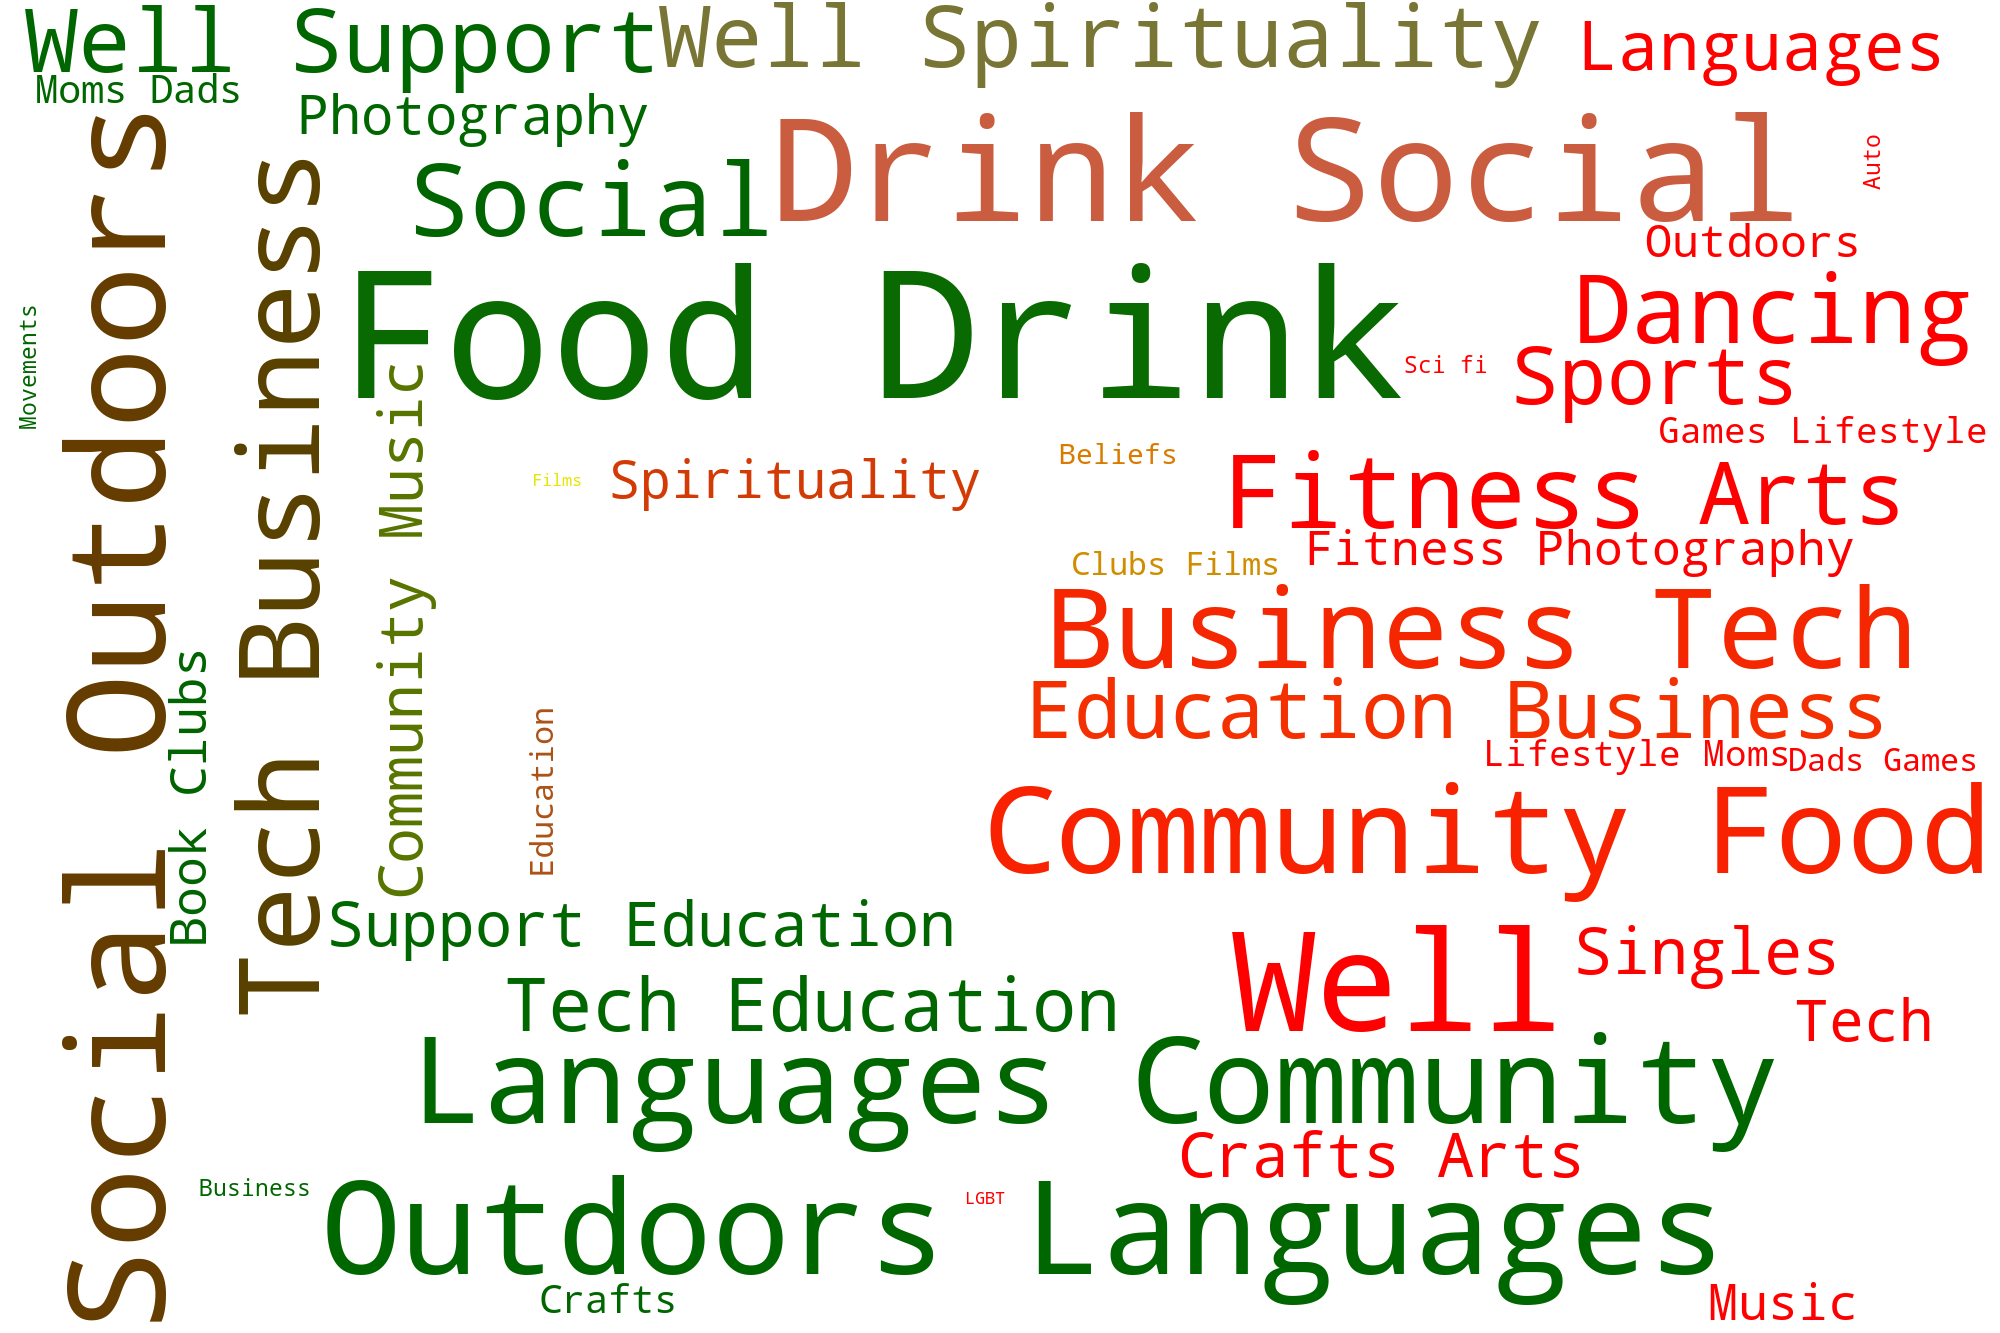 Well Support
Well Spirituality
Languages
Moms Dads
Photography
Drink Social
Auto
Social
Outdoors
Food Drink
Dancing
Sports
Sci fi
Movements
Games Lifestyle
Social Outdoors
Tech Business
Community Music
Book Clubs
Films
Spirituality
Beliefs
Fitness
Arts
Fitness Photography
Clubs Films
Business Tech
Education Business
Education
Lifestyle Moms
Dads Games
Community Food
Support Education
Well
Singles
Tech Education
Tech
Languages Community
Crafts Arts
Business
LGBT
Outdoors Languages
Crafts
Music